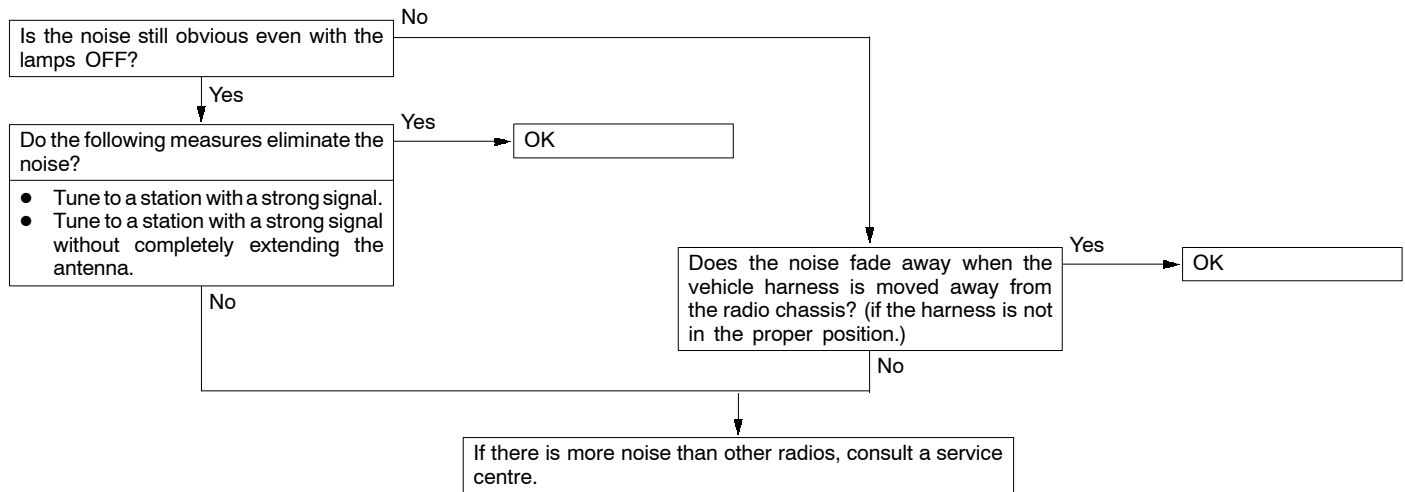 No
Is the noise still obvious even with the
lamps OFF?
Yes
Do the following measures eliminate the
noise?
Yes
OK
● Tune to a station with a strong signal.
● Tune to a station with a strong signal
without completely extending the
antenna.
No
Does the noise fade away when the
vehicle harness is moved away from
the radio chassis? (if the harness is not
in the proper position.)
Yes
OK
No
If there is more noise than other radios, consult a service
centre.